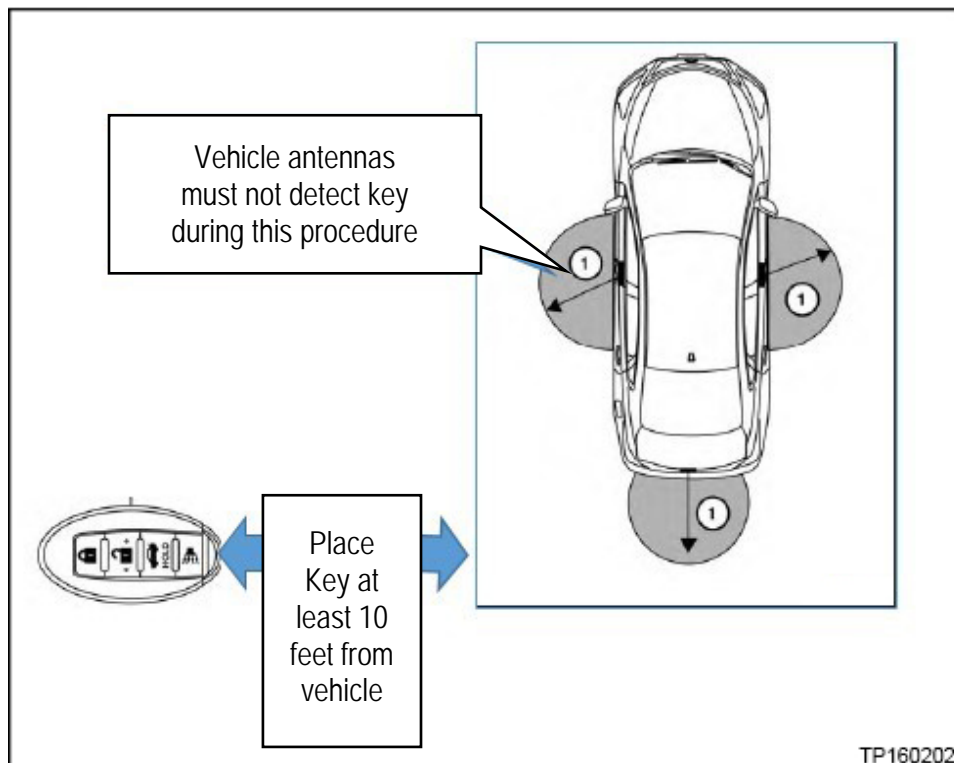 Vehicle antennas
must not detect key
during this procedure
1
1
1
Place
Key at
least 10
feet from
vehicle
HOLD
TP160202